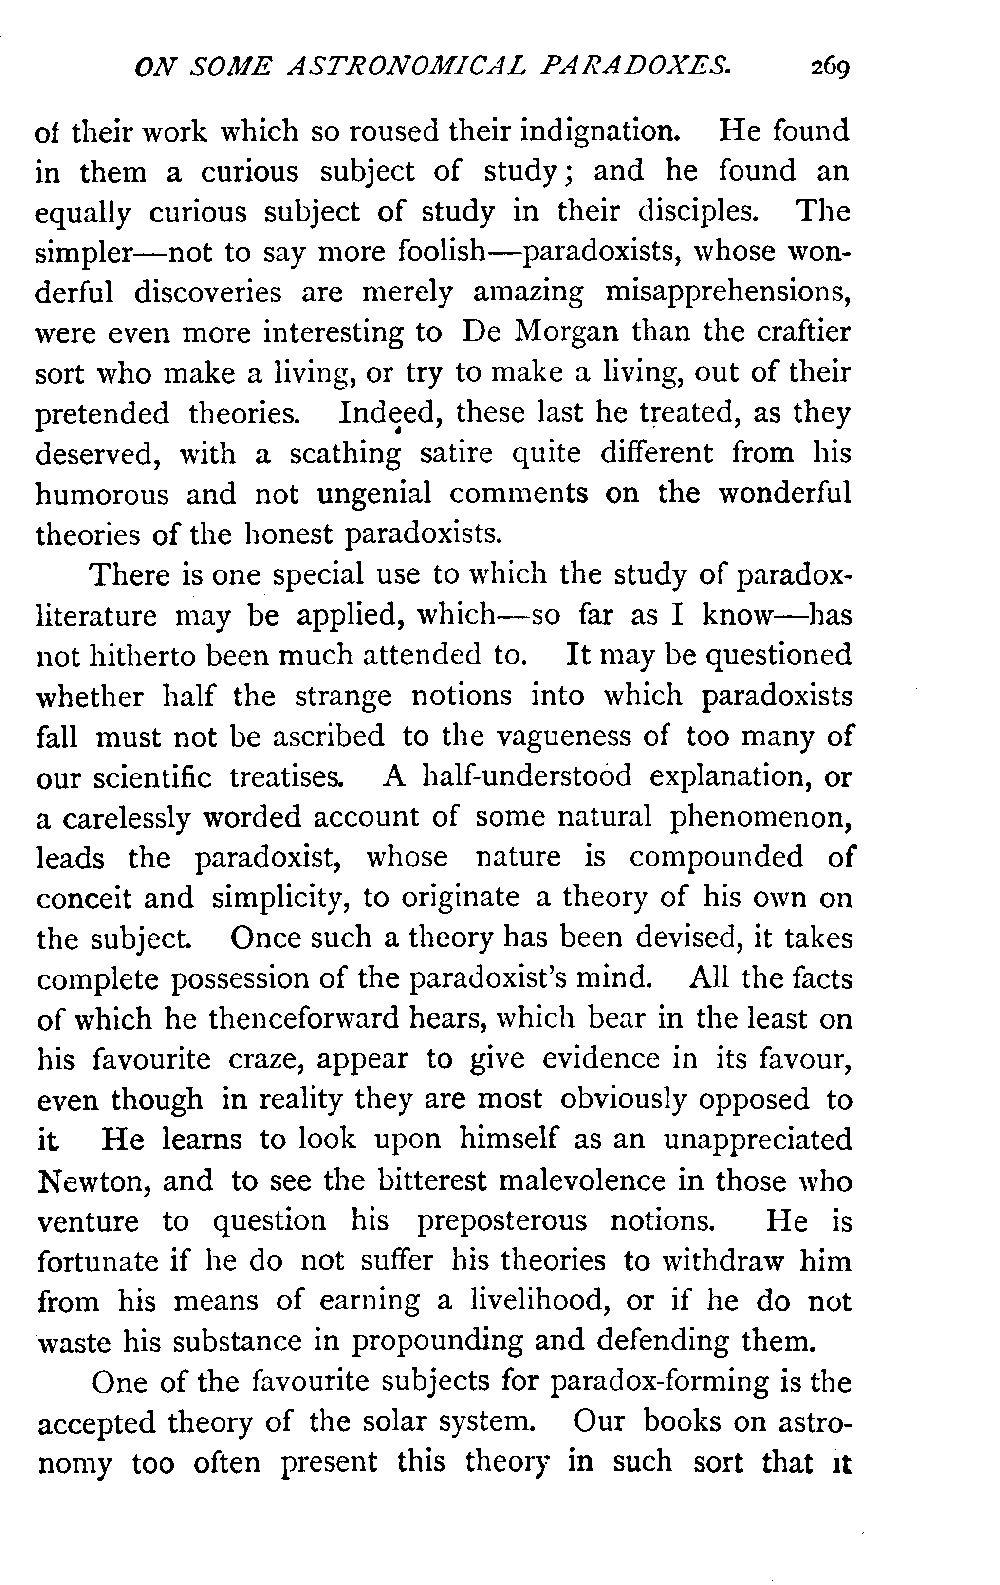 ON SOME ASTRONOMICAL PARADOXES. 269
of their work which so roused their indignation. He found
in them a curious subject of study; and he found an
equally curious subject of study in their disciples. The
simpler—not to say more foolish—paradoxists, whose won-
derful discoveries are merely amazing misapprehensions,
were even more interesting to De Morgan than the craftier
sort who make a living, or try to make a living, out of their
pretended theories. Indeed, these last he treated, as they
deserved, with a scathing satire quite different from his
humorous and not ungenial comments on the wonderful
theories of the honest paradoxists.
There is one special use to which the study of paradox-
literature may be applied, which—so far as I know—has
not hitherto been much attended to. It may be questioned
whether half the strange notions into which paradoxists
fall must not be ascribed to the vagueness of too many of
our scientific treatises. A half-understood explanation, or
a carelessly worded account of some natural phenomenon,
leads the paradoxist, whose nature is compounded of
conceit and simplicity, to originate a theory of his own on
the subject. Once such a theory has been devised, it takes
complete possession of the paradoxist's mind. All the facts
of which he thenceforward hears, which bear in the least on
his favourite craze, appear to give evidence in its favour,
even though in reality they are most obviously opposed to
it He learns to look upon himself as an unappreciated
Newton, and to see the bitterest malevolence in those who
venture to question his preposterous notions. He is
fortunate if he do not suffer his theories to withdraw him
from his means of earning a livelihood, or if he do not
waste his substance in propounding and defending them.
One of the favourite subjects for paradox-forming is the
accepted theory of the solar system. Our books on astro-
nomy too often present this theory in such sort that it